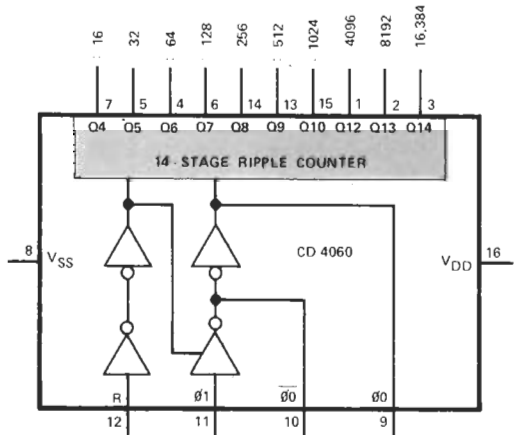 16 32 64 128 256 512 1024 4096 8192 16,384
7 5 4 6 14 13 15 1 2 3
Q4 Q5 Q6 Q7 Q8 Q9 Q10 Q12 Q13 Q14
14-STAGE RIPPLE COUNTER
CD 4060
8 VSS VDD 16
R Ø1 Ø0 Ø0
12 11 10 9